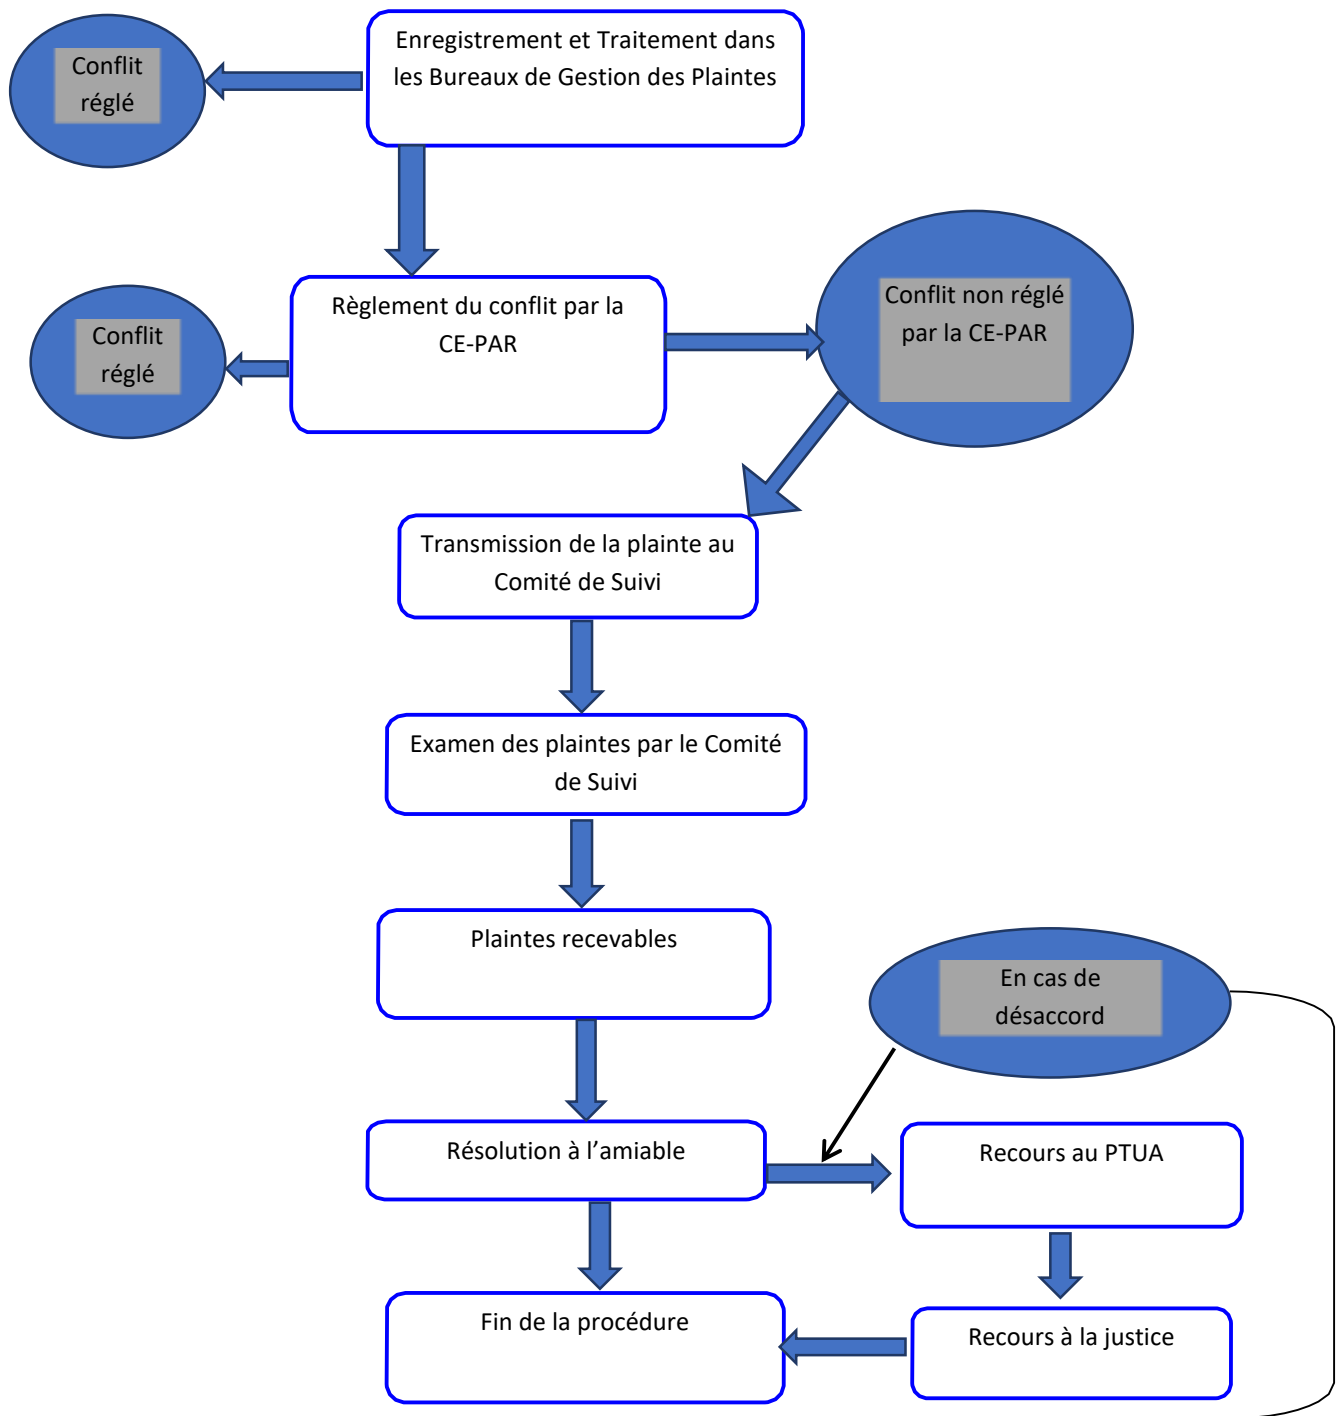 Enregistrement et Traitement dans
les Bureaux de Gestion des Plaintes
Conflit
réglé
Règlement du conflit par la
CE-PAR
Conflit
réglé
Conflit non réglé
par la CE-PAR
Transmission de la plainte au
Comité de Suivi
Examen des plaintes par le Comité
de Suivi
Plaintes recevables
En cas de
désaccord
Résolution à l’amiable
Recours au PTUA
Fin de la procédure
Recours à la justice